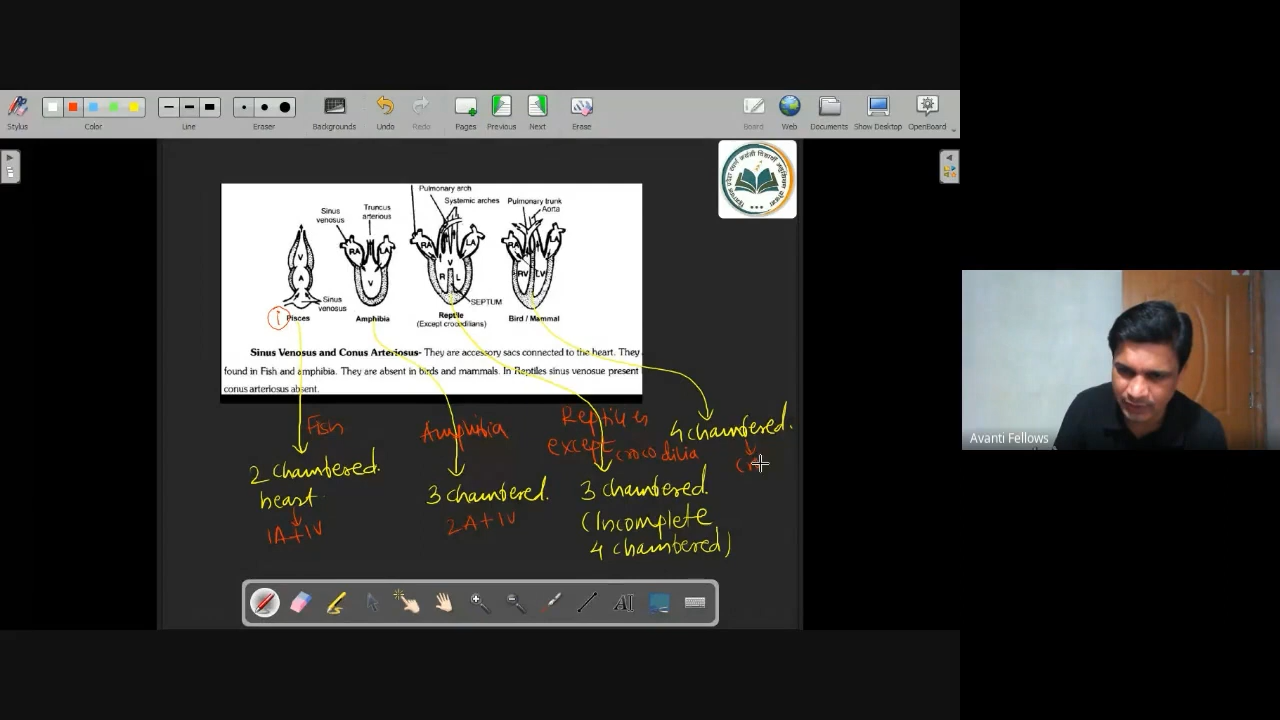 Stylus
Color
Line
Eraser
Backgrounds
Undo
Redo
Pages
Previous
Next
Erase
Board
Web
Documents
Show Desktop
OpenBoard
Pulmonary arch
Systemic arches
Pulmonary trunk
Aorta
Sinus
venosus
Truncus
arterious
RA LA
RA LA
RA LA
V
A
V
V
R L
RV LV
Sinus
venosus
SEPTUM
i
Pisces
Amphibia
Reptile
(Except crocodilians)
Bird / Mammal
Sinus Venosus and Conus Arteriosus- They are accessory sacs connected to the heart. They
found in Fish and amphibia. They are absent in birds and mammals. In Reptiles sinus venosue present
conus arteriosus absent.
Fish
2 chambered.
heart
1A+1V
Amphibia
3 chambered.
2A+1V
Reptiles
except crocodilia
3 chambered.
(Incomplete
4 chambered)
4 chambered.
Avanti Fellows